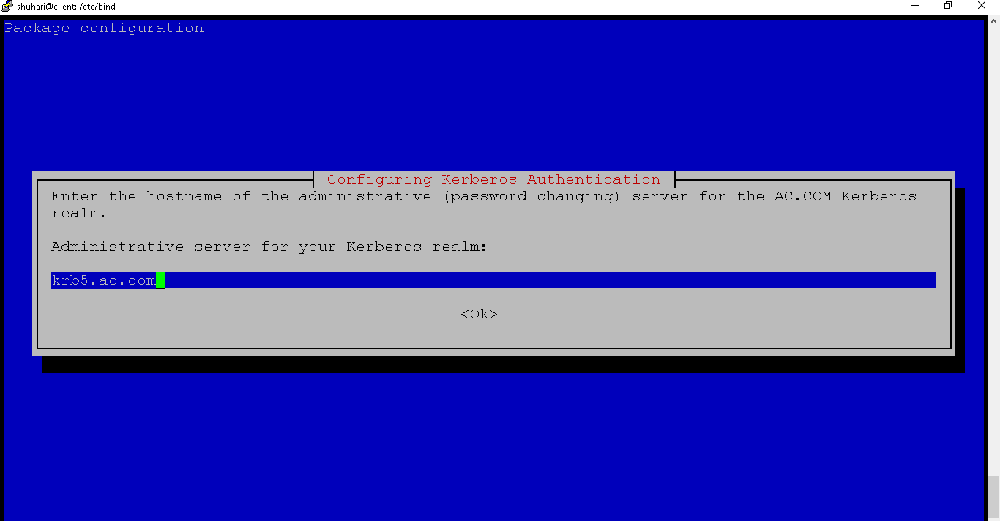 shuhari@client: /etc/bind
Package configuration
Configuring Kerberos Authentication
Enter the hostname of the administrative (password changing) server for the AC.COM Kerberos
realm.
Administrative server for your Kerberos realm:
krb5.ac.com
<Ok>